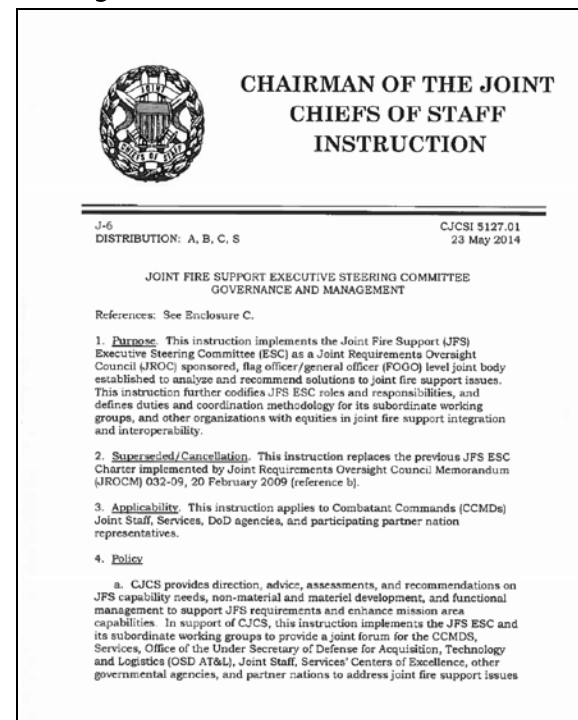 CHAIRMAN OF THE JOINT
CHIEFS OF STAFF
INSTRUCTION
JOINT
CHIEFS OF STAFF
J-6
CJCSI 5127.01
DISTRIBUTION: A, B, C, S
23 May 2014
JOINT FIRE SUPPORT EXECUTIVE STEERING COMMITTEE
GOVERNANCE AND MANAGEMENT
References: See Enclosure C.
1. Purpose. This instruction implements the Joint Fire Support (JFS)
Executive Steering Committee (ESC) as a Joint Requirements Oversight
Council (JROC) sponsored, flag officer/general officer (FOGO) level joint body
established to analyze and recommend solutions to joint fire support issues.
This instruction further codifies JFS ESC roles and responsibilities, and
defines duties and coordination methodology for its subordinate working
groups, and other organizations with equities in joint fire support integration
and interoperability.
2. Superseded/Cancellation. This instruction replaces the previous JFS ESC
Charter implemented by Joint Requirements Oversight Council Memorandum
(JROCM) 032-09, 20 February 2009 (reference b).
3. Applicability. This instruction applies to Combatant Commands (CCMDs)
Joint Staff, Services, DoD agencies, and participating partner nation
representatives.
4. Policy
a. CJCS provides direction, advice, assessments, and recommendations on
JFS capability needs, non-material and materiel development, and functional
management to support JFS requirements and enhance mission area
capabilities. In support of CJCS, this instruction implements the JFS ESC and
its subordinate working groups to provide a joint forum for the CCMDS,
Services, Office of the Under Secretary of Defense for Acquisition, Technology
and Logistics (OSD AT&L), Joint Staff, Services' Centers of Excellence, other
governmental agencies, and partner nations to address joint fire support issues